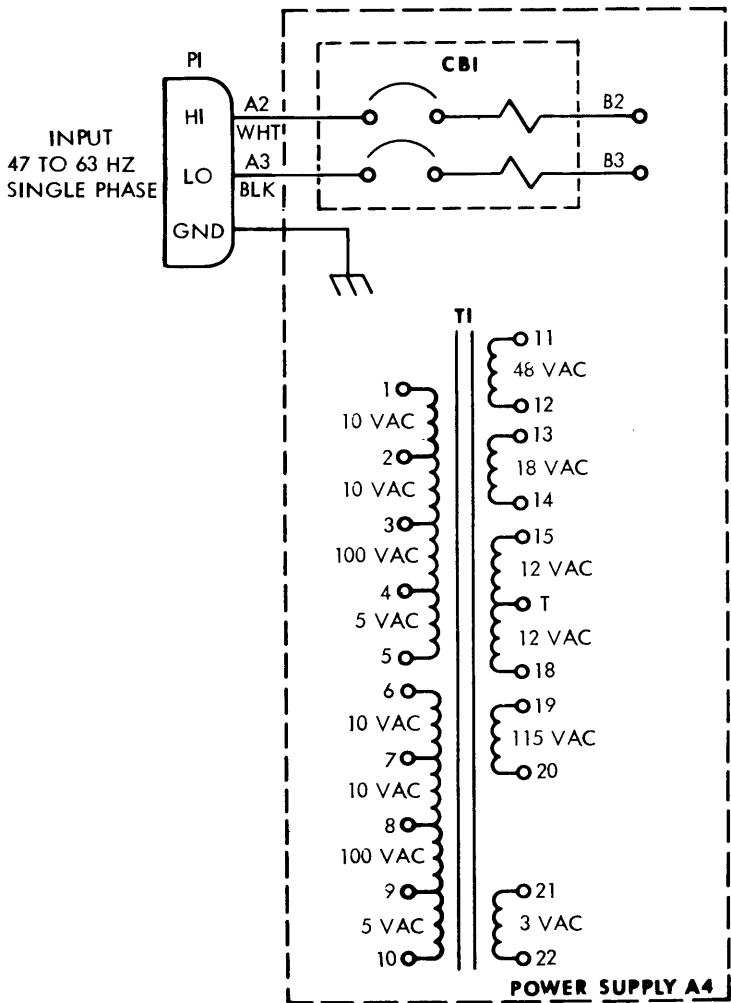 PI
HI
LO
GND
INPUT
47 TO 63 HZ
SINGLE PHASE
A2
WHT
A3
BLK
CBI
B2
B3
TI
1
10 VAC
2
10 VAC
3
100 VAC
4
5 VAC
5
6
10 VAC
7
10 VAC
8
100 VAC
9
5 VAC
10
11
48 VAC
12
13
18 VAC
14
15
12 VAC
T
12 VAC
18
19
115 VAC
20
21
3 VAC
22
POWER SUPPLY A4